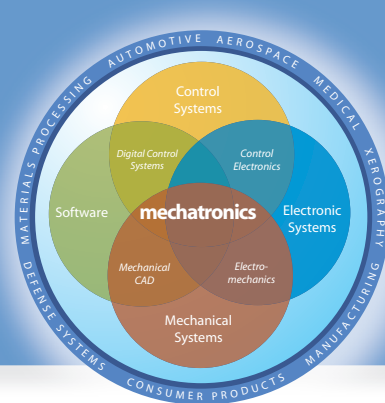 MATERIALS PROCESSING AUTOMOTIVE AEROSPACE MEDICAL XEROGRAPHY
Control
Systems
Digital Control
Systems
Control
Electronics
Software
mechatronics
Electronic
Systems
Mechanical
CAD
Electro-
mechanics
Mechanical
Systems
DEFENSE SYSTEMS CONSUMER PRODUCTS MANUFACTURING